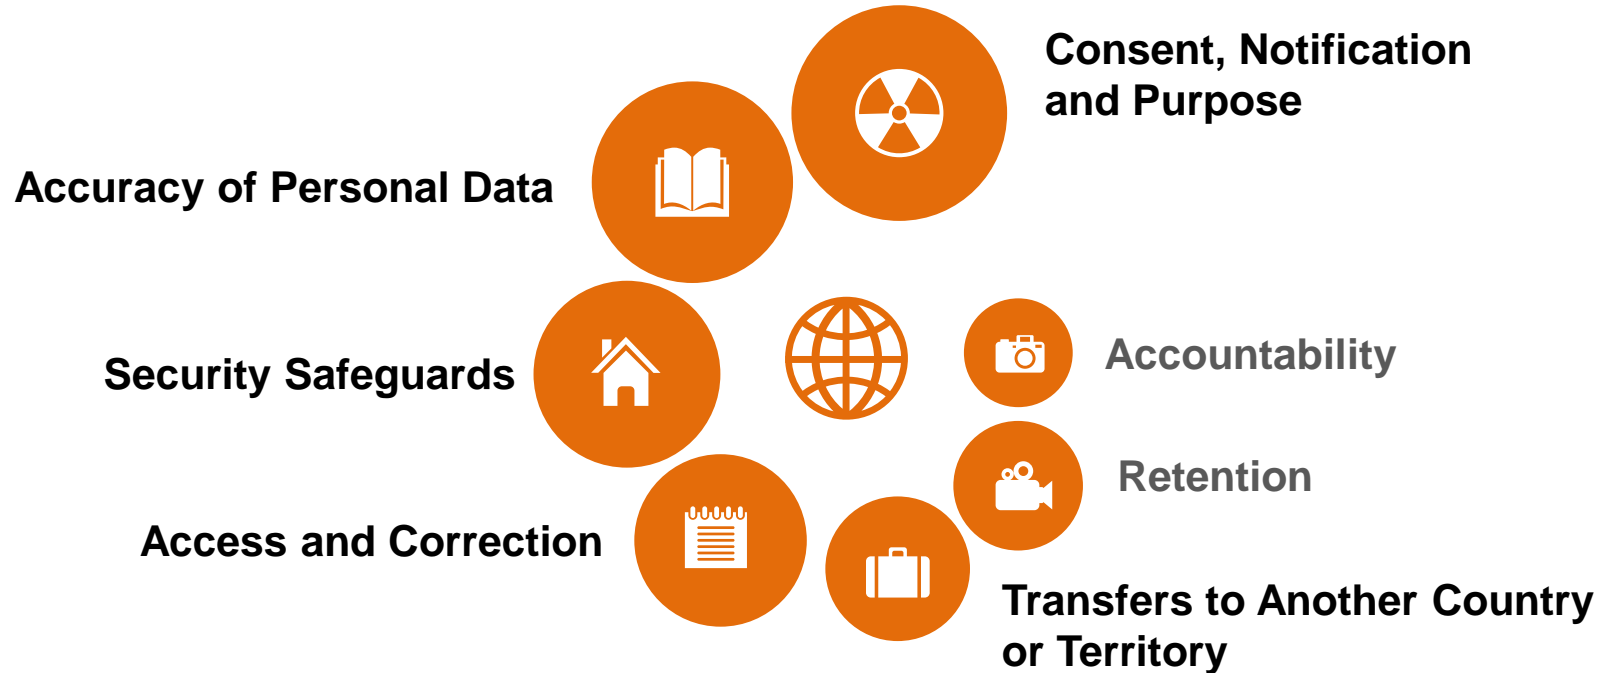 Consent, Notification
and Purpose
Accuracy of Personal Data
Security Safeguards
Access and Correction
Transfers to Another Country
or Territory
Retention
Accountability